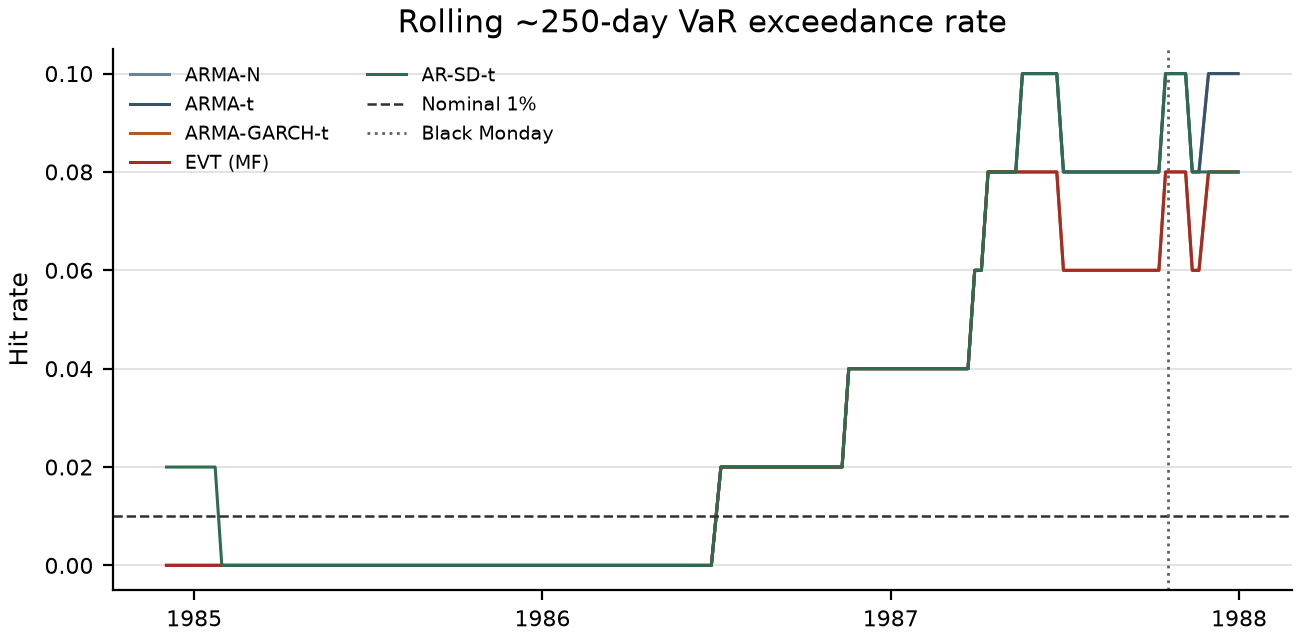 Rolling ~250-day VaR exceedance rate
Hit rate
0.10
0.08
0.06
0.04
0.02
0.00
ARMA-N
ARMA-t
ARMA-GARCH-t
EVT (MF)
AR-SD-t
Nominal 1%
Black Monday
1985
1986
1987
1988